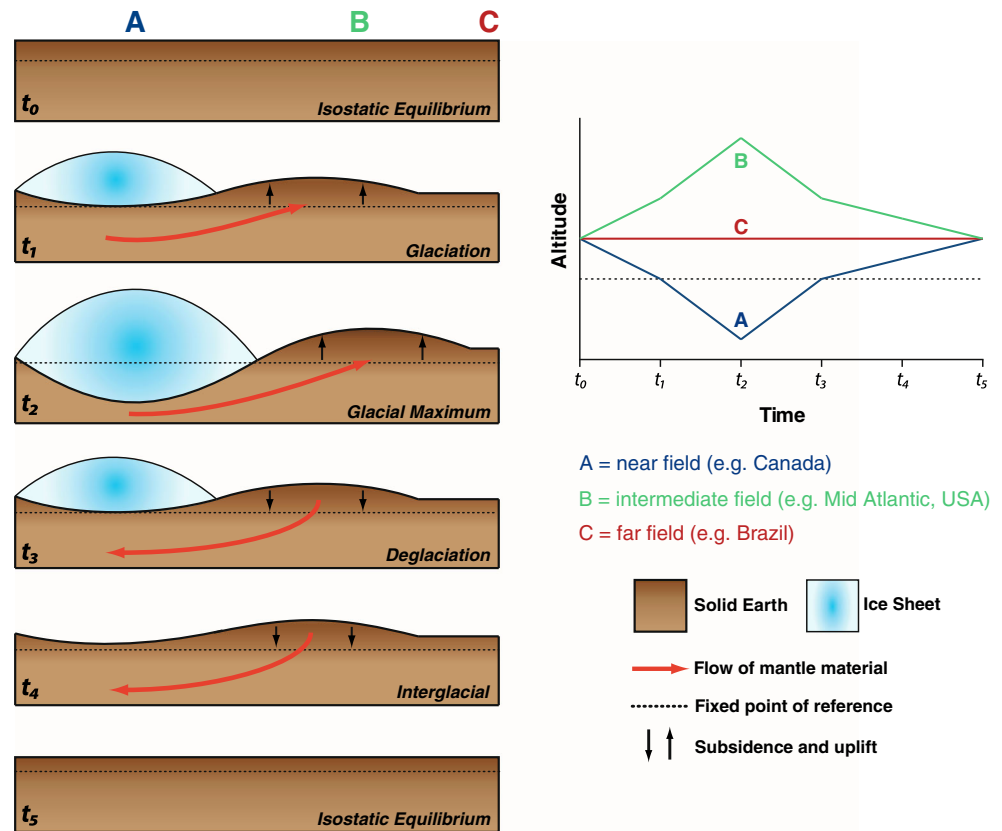 A B C
t0
Isostatic Equilibrium
t1
Glaciation
t2
Glacial Maximum
t3
Deglaciation
t4
Interglacial
t5
Isostatic Equilibrium
Altitude
B
C
A
t0 t1 t2 t3 t4 t5
Time
A = near field (e.g. Canada)
B = intermediate field (e.g. Mid Atlantic, USA)
C = far field (e.g. Brazil)
Solid Earth
Ice Sheet
Flow of mantle material
Fixed point of reference
Subsidence and uplift